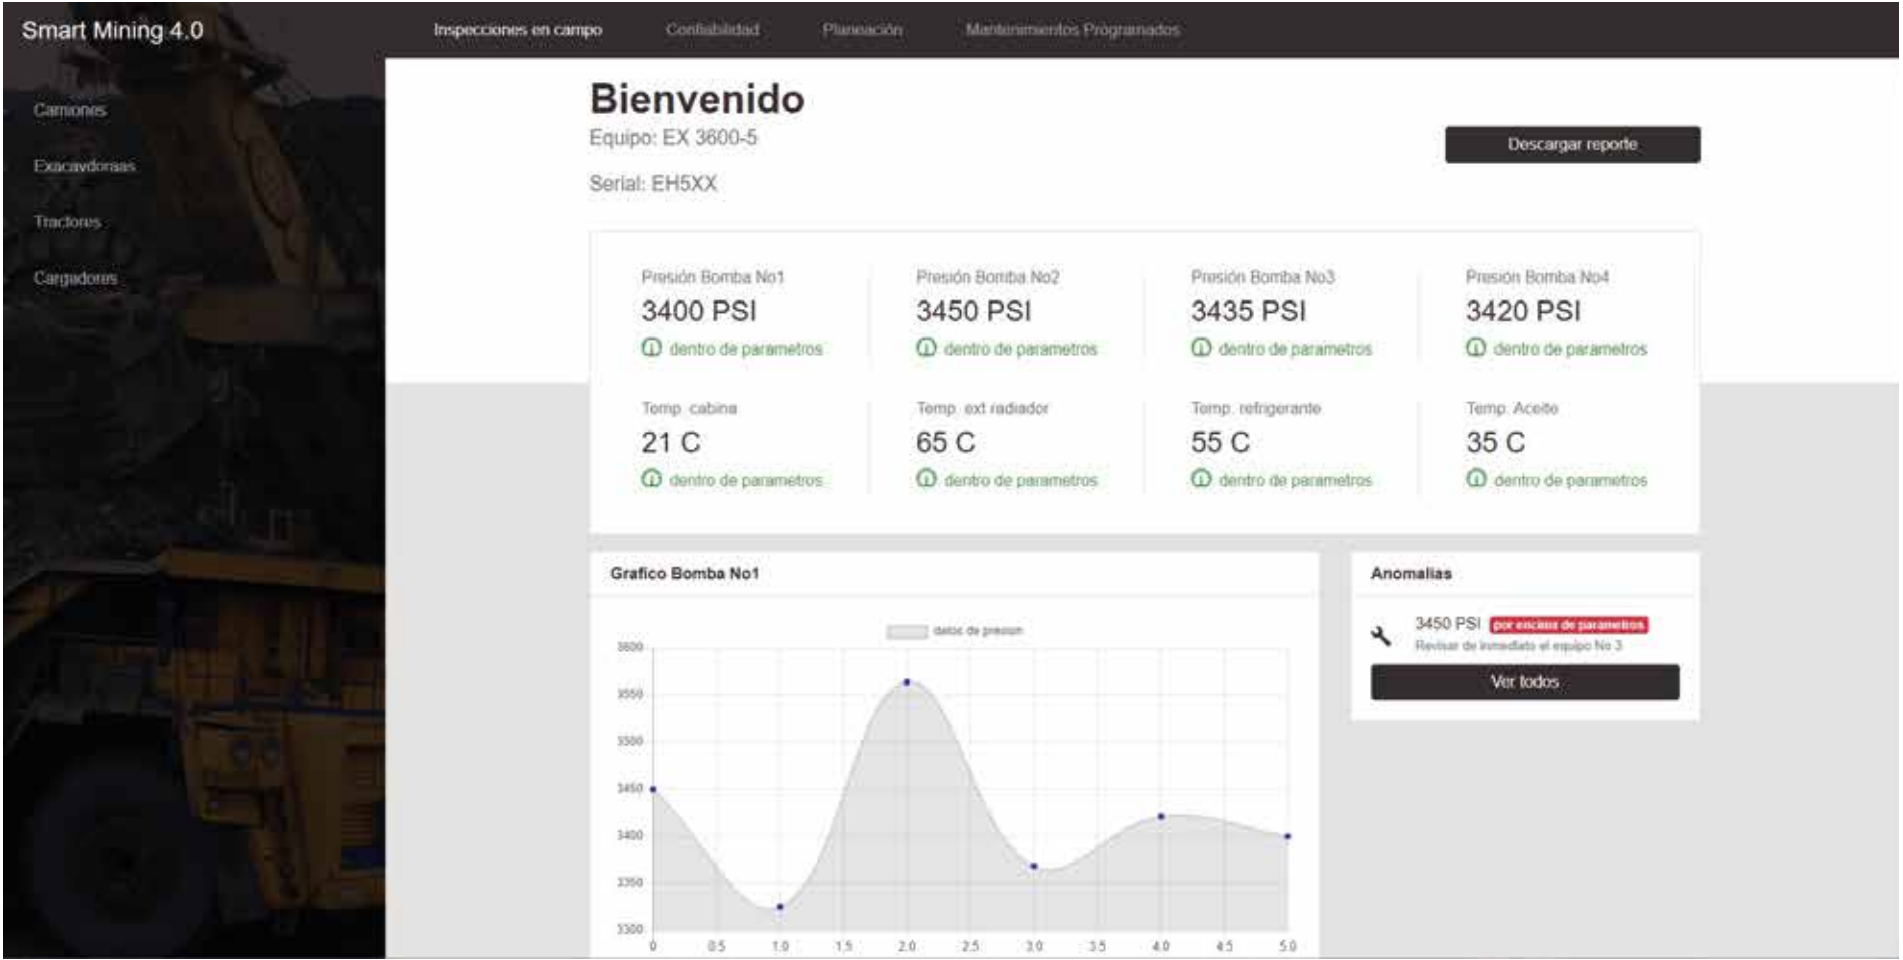 Smart Mining 4.0
Inspecciones en campo Confiabilidad Planeación Mantenimientos Programados
Camiones
Exacavdoraas
Tractores
Cargadores
Bienvenido
Equipo: EX 3600-5
Serial: EH5XX
Descargar reporte
Presión Bomba No1 Presión Bomba No2 Presión Bomba No3 Presión Bomba No4
3400 PSI 3450 PSI 3435 PSI 3420 PSI
dentro de parametros dentro de parametros dentro de parametros dentro de parametros
Temp. cabina Temp. ext radiador Temp. refrigerante Temp. Aceite
21 C 65 C 55 C 35 C
dentro de parametros dentro de parametros dentro de parametros dentro de parametros
Grafico Bomba No1
datos de presion
3600
3550
3500
3450
3400
3350
3300
0 0.5 1.0 1.5 2.0 2.5 3.0 3.5 4.0 4.5 5.0
Anomalias
3450 PSI por encima de parametros
Revisar de inmediato el equipo No 3
Ver todos